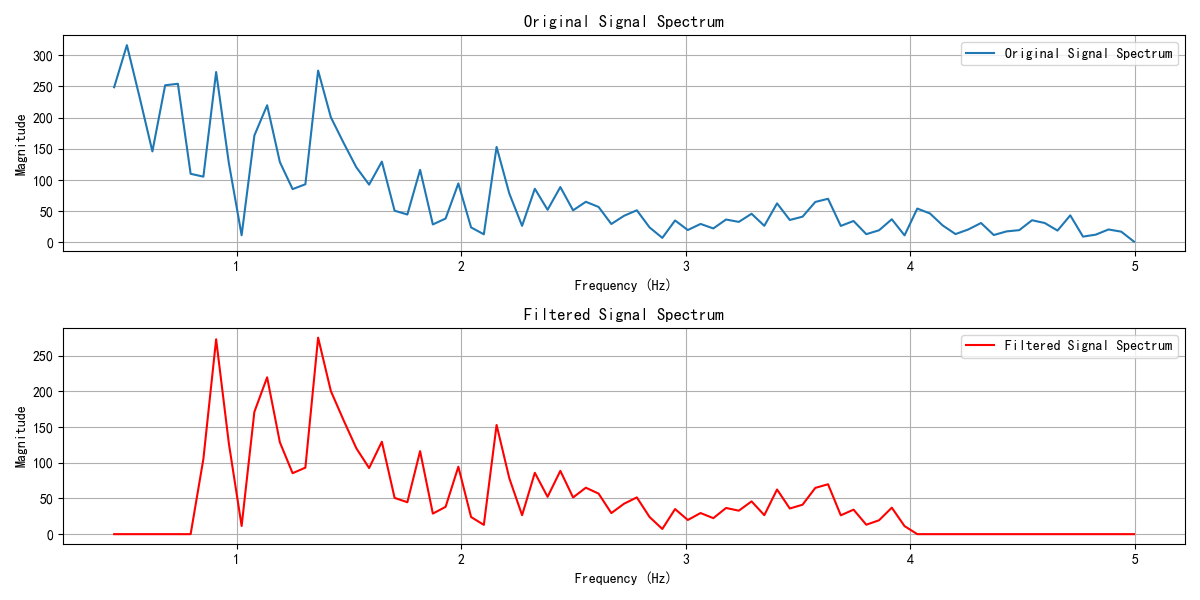 Original Signal Spectrum
300
250
200
150
100
50
0
Magnitude
Original Signal Spectrum
1 2 3 4 5
Frequency (Hz)
Filtered Signal Spectrum
250
200
150
100
50
0
Magnitude
Filtered Signal Spectrum
1 2 3 4 5
Frequency (Hz)